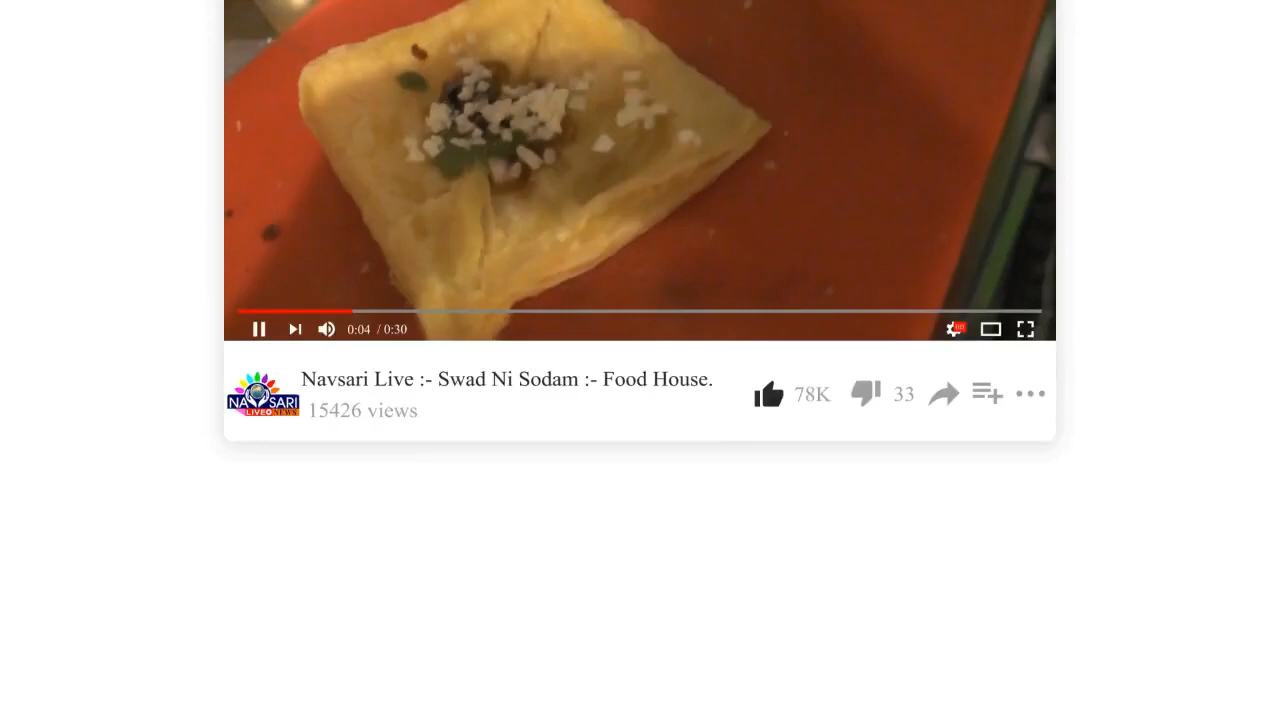 0:04 / 0:30
Navsari Live :- Swad Ni Sodam :- Food House.
15426 views
78K
33
NAVSARI
LIVE NEWS